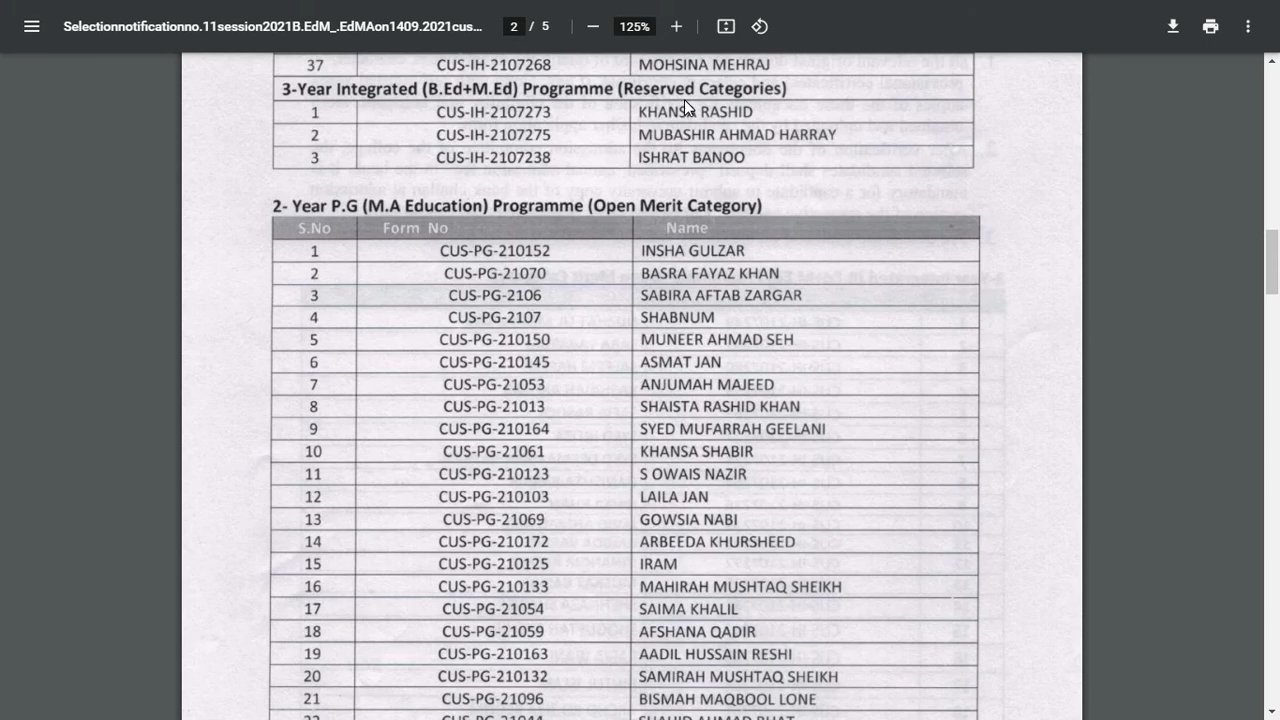 Selectionnotificationno.11session2021B.EdM_.EdMAon1409.2021cus...
2 / 5
125%
37 CUS-IH-2107268 MOHSINA MEHRAJ
3-Year Integrated (B.Ed+M.Ed) Programme (Reserved Categories)
1 CUS-IH-2107273 KHANSA RASHID
2 CUS-IH-2107275 MUBASHIR AHMAD HARRAY
3 CUS-IH-2107238 ISHRAT BANOO
2- Year P.G (M.A Education) Programme (Open Merit Category)
S.No Form No Name
1 CUS-PG-210152 INSHA GULZAR
2 CUS-PG-21070 BASRA FAYAZ KHAN
3 CUS-PG-2106 SABIRA AFTAB ZARGAR
4 CUS-PG-2107 SHABNUM
5 CUS-PG-210150 MUNEER AHMAD SEH
6 CUS-PG-210145 ASMAT JAN
7 CUS-PG-21053 ANJUMAH MAJEED
8 CUS-PG-21013 SHAISTA RASHID KHAN
9 CUS-PG-210164 SYED MUFARRAH GEELANI
10 CUS-PG-21061 KHANSA SHABIR
11 CUS-PG-210123 S OWAIS NAZIR
12 CUS-PG-210103 LAILA JAN
13 CUS-PG-21069 GOWSIA NABI
14 CUS-PG-210172 ARBEEDA KHURSHEED
15 CUS-PG-210125 IRAM
16 CUS-PG-210133 MAHIRAH MUSHTAQ SHEIKH
17 CUS-PG-21054 SAIMA KHALIL
18 CUS-PG-21059 AFSHANA QADIR
19 CUS-PG-210163 AADIL HUSSAIN RESHI
20 CUS-PG-210132 SAMIRAH MUSHTAQ SHEIKH
21 CUS-PG-21096 BISMAH MAQBOOL LONE